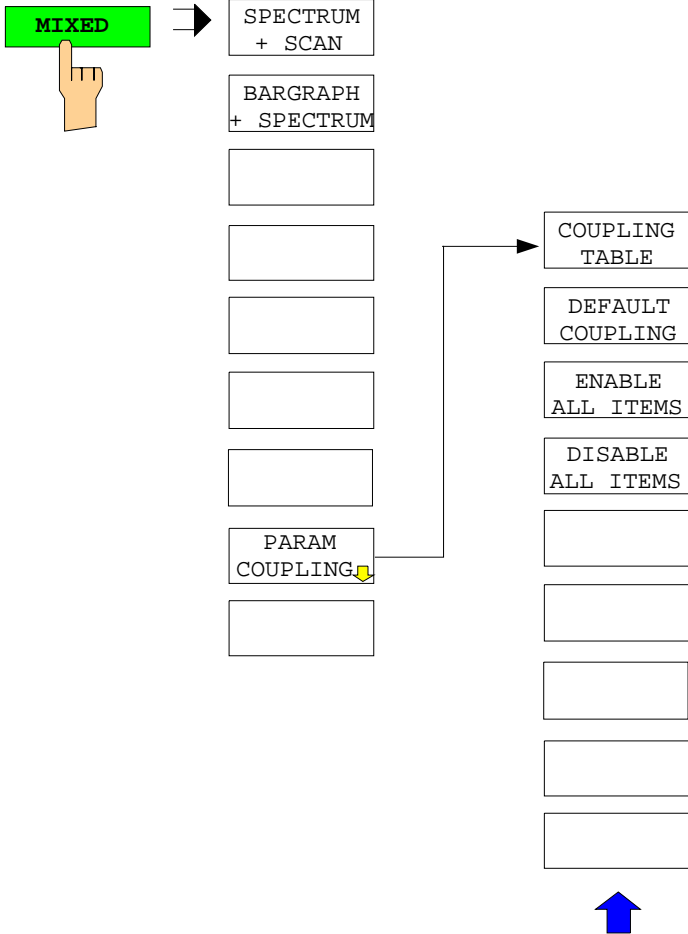 MIXED
SPECTRUM
+ SCAN
BARGRAPH
+ SPECTRUM
PARAM
COUPLING
COUPLING
TABLE
DEFAULT
COUPLING
ENABLE
ALL ITEMS
DISABLE
ALL ITEMS